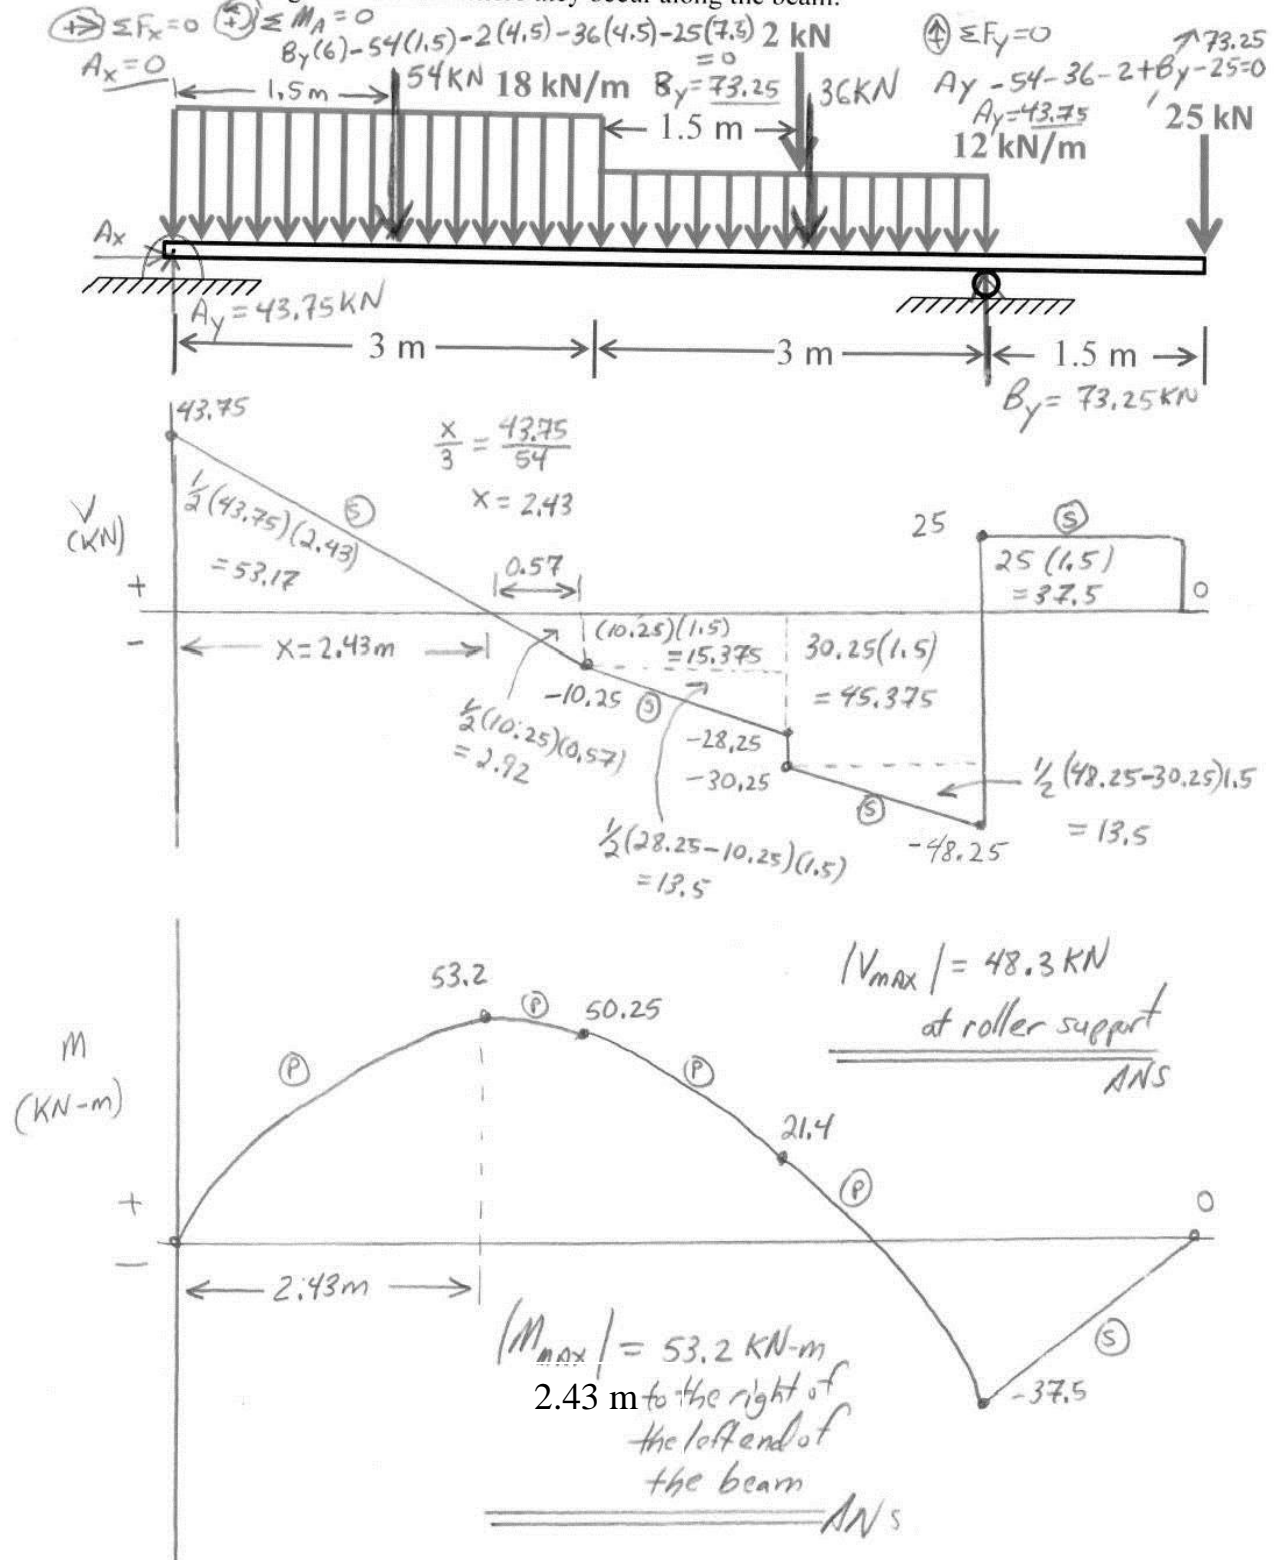 where they occur along the beam.
(→+) ΣFx=0
Ax=0
(↶+) ΣMA=0
By(6)-54(1.5)-2(4.5)-36(4.5)-25(7.5)
=0
By=73.25
(↑+) ΣFy=0
73.25
Ay-54-36-2+By-25=0
Ay=43.75
1.5m
54KN
18 kN/m
2 kN
36KN
1.5 m
12 kN/m
25 kN
Ax
Ay=43.75KN
3 m
3 m
1.5 m
By=73.25KN
43.75
x/3 = 43.75/54
x=2.43
V
(KN)
½(43.75)(2.43)
=53.17
S
0.57
25
S
25(1.5)
=37.5
0
+
-
x=2.43m
(10.25)(1.5)
=15.375
30.25(1.5)
=45.375
-10.25
S
½(10.25)(0.57)
=2.92
-28.25
-30.25
S
½(48.25-30.25)1.5
=13.5
-48.25
½(28.25-10.25)(1.5)
=13.5
|Vmax|=48.3KN
at roller support
ANS
53.2
P
50.25
M
(KN-m)
P
P
21.4
P
+
-
0
2.43m
S
-37.5
|Mmax|=53.2 KN-m
2.43 m to the right of
the left end of
the beam
ANS